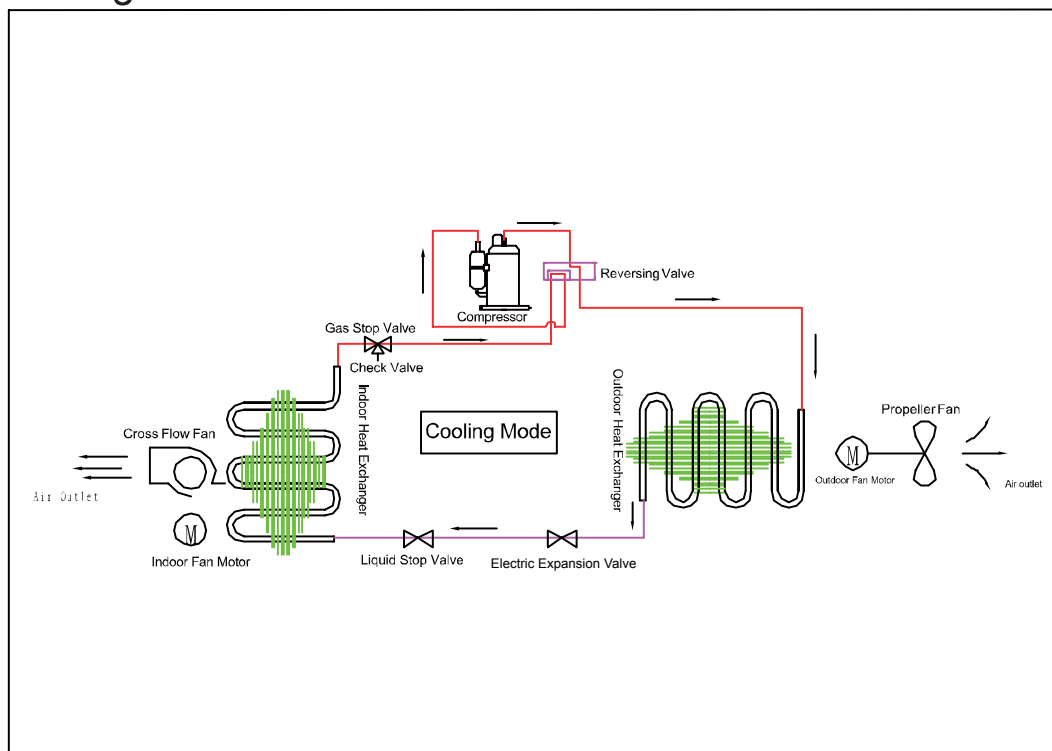 Reversing Valve
Compressor
Gas Stop Valve
Check Valve
Indoor Heat Exchanger
Outdoor Heat Exchanger
Cooling Mode
Cross Flow Fan
Air Outlet
M
Indoor Fan Motor
Liquid Stop Valve
Electric Expansion Valve
Propeller Fan
M
Outdoor Fan Motor
Air outlet